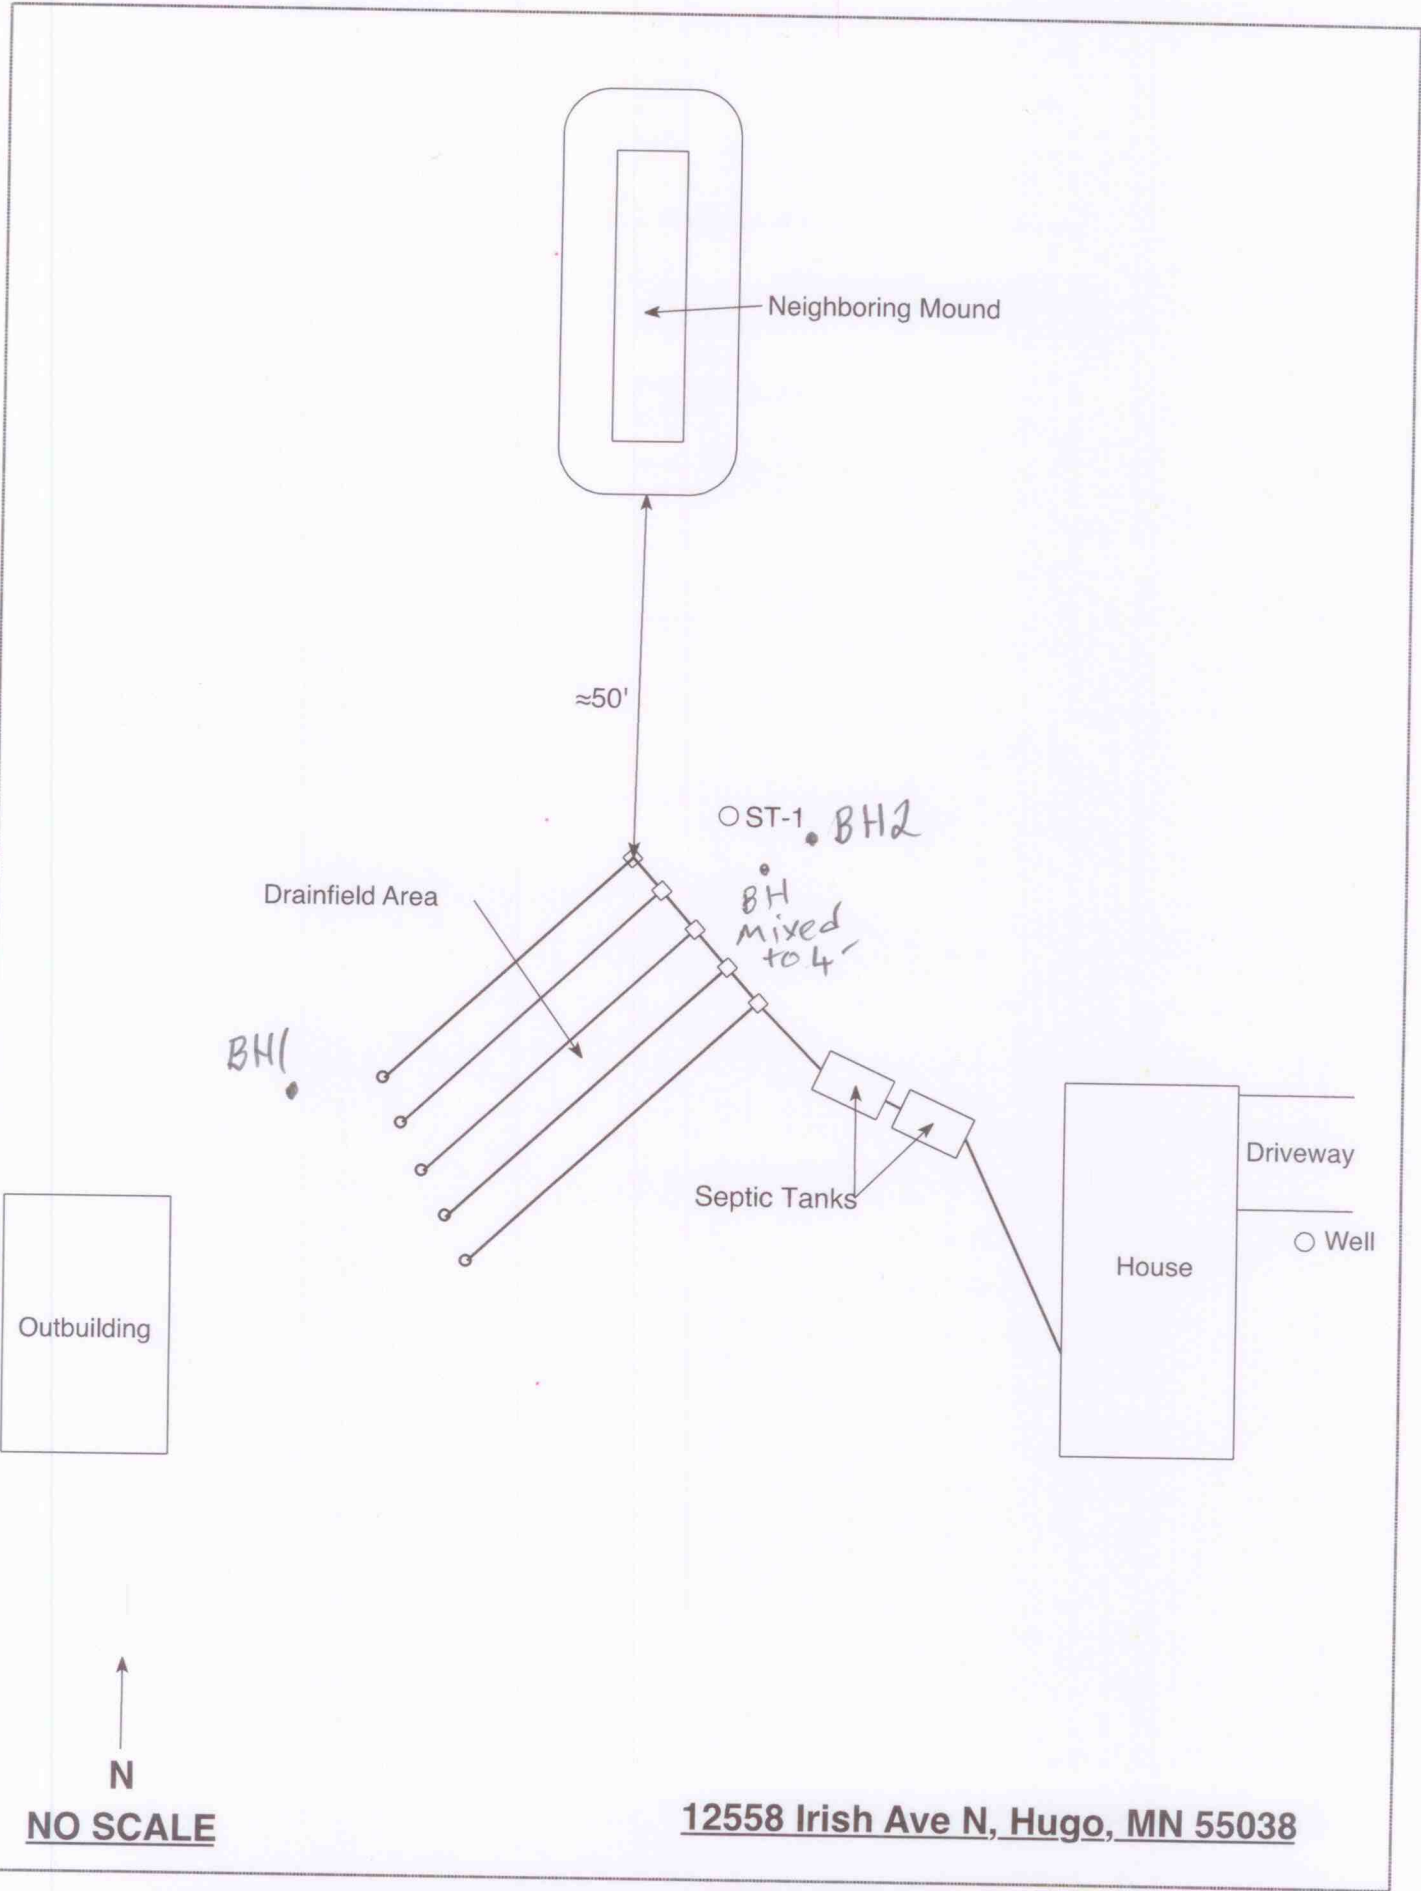 Neighboring Mound
≈50'
ST-1
BH2
Drainfield Area
BH
Mixed
to 4'
BH1
Septic Tanks
Driveway
Well
House
Outbuilding
N
NO SCALE
12558 Irish Ave N, Hugo, MN 55038